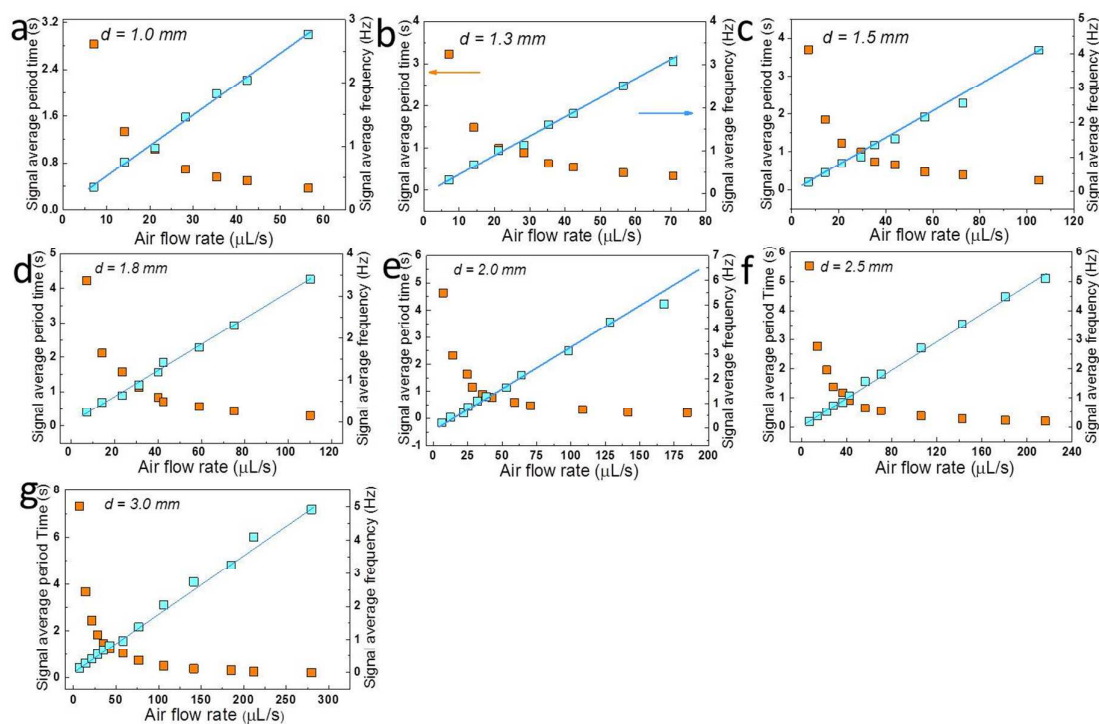 a
d = 1.0 mm
Signal average period time (s)
3.2
2.4
1.6
0.8
0.0
0 10 20 30 40 50 60
Air flow rate (μL/s)
3
2
1
0
Signal average frequency (Hz)
b
d = 1.3 mm
Signal average period time (s)
4
3
2
1
0
0 10 20 30 40 50 60 70 80
Air flow rate (μL/s)
4
3
2
1
0
Signal average frequency (Hz)
c
d = 1.5 mm
Signal average period time (s)
4
3
2
1
0
0 20 40 60 80 100 120
Air flow rate (μL/s)
5
4
3
2
1
0
Signal average frequency (Hz)
d
d = 1.8 mm
Signal average period time (s)
5
4
3
2
1
0
0 20 40 60 80 100 120
Air flow rate (μL/s)
4
3
2
1
0
Signal average frequency (Hz)
e
d = 2.0 mm
Signal average period time (s)
6
5
4
3
2
1
0
-1
0 25 50 75 100 125 150 175 200
Air flow rate (μL/s)
7
6
5
4
3
2
1
0
Signal average frequency (Hz)
f
d = 2.5 mm
Signal average period Time (s)
6
5
4
3
2
1
0
0 40 80 120 160 200 240
Air flow rate (μL/s)
6
5
4
3
2
1
0
Signal average frequency (Hz)
g
d = 3.0 mm
Signal average period Time (s)
8
6
4
2
0
0 50 100 150 200 250 300
Air flow rate (μL/s)
5
4
3
2
1
0
Signal average frequency (Hz)